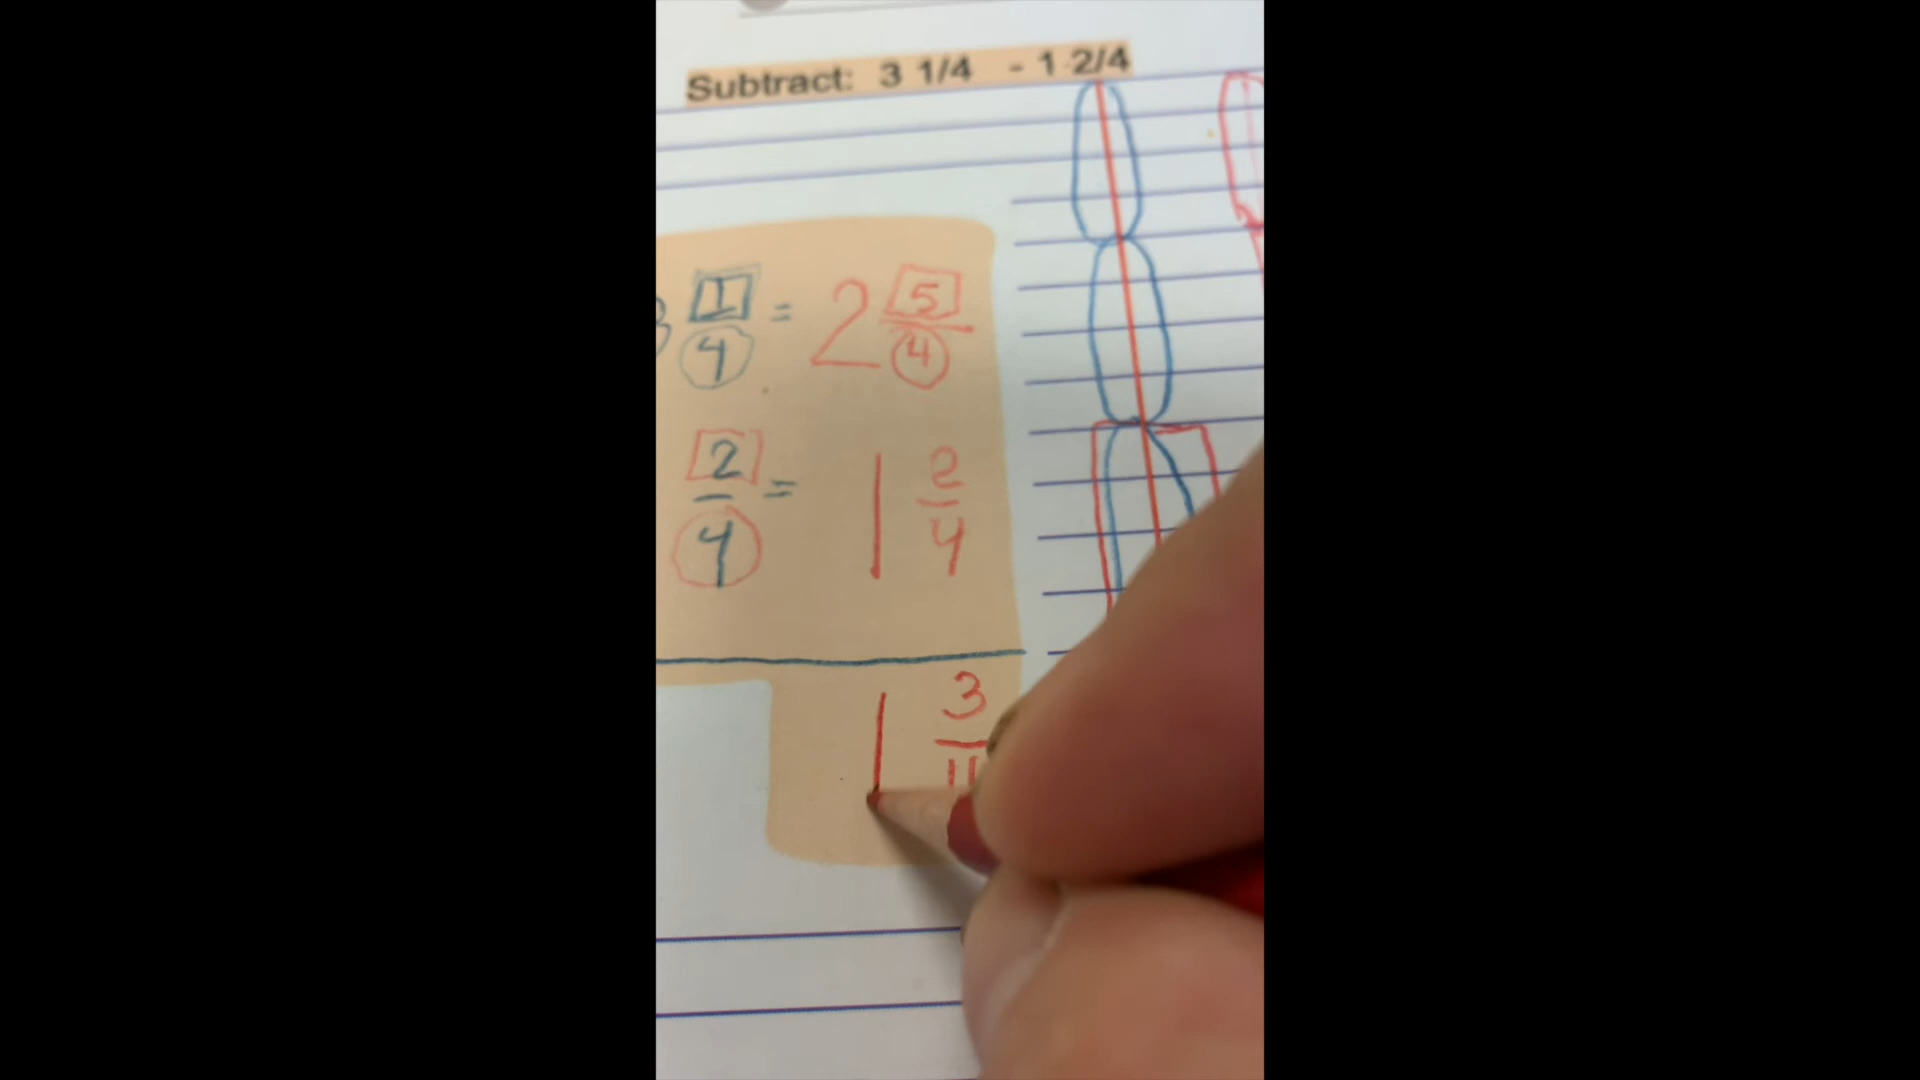 Subtract: 3 1/4 - 1 2/4
3 1/4 = 2 5/4
2/4 = 1 2/4
1 3